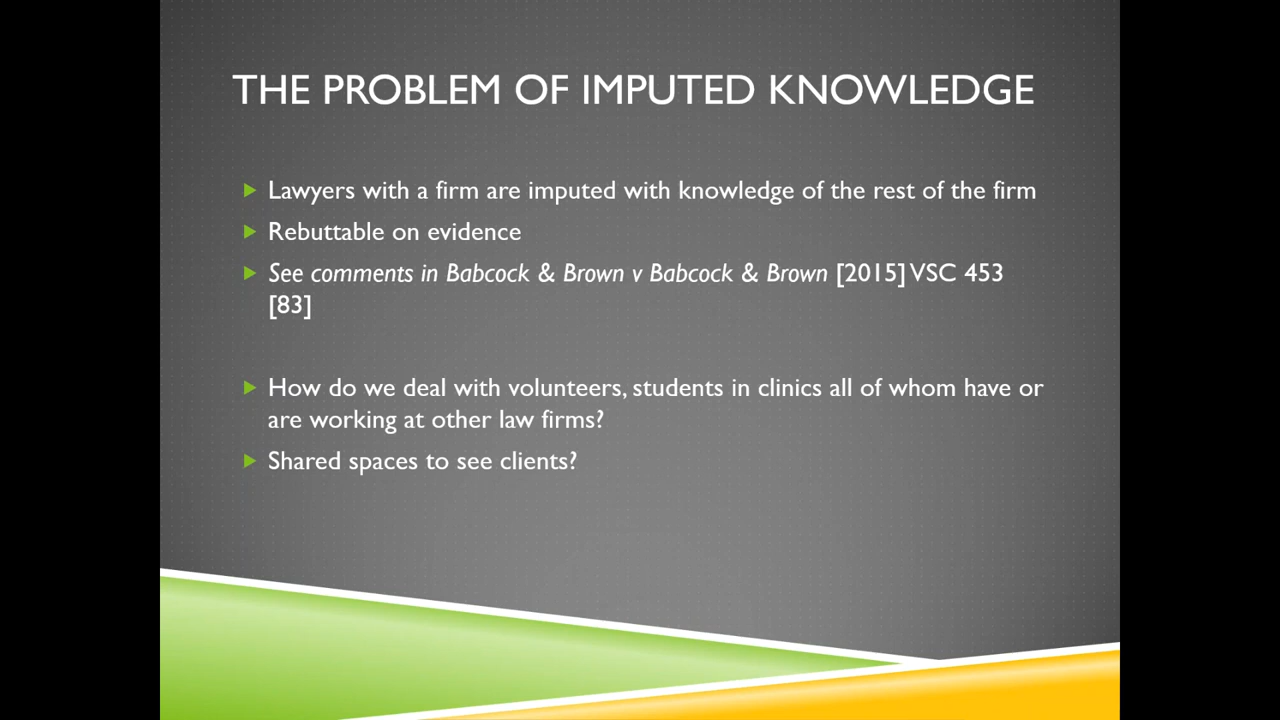 THE PROBLEM OF IMPUTED KNOWLEDGE
Lawyers with a firm are imputed with knowledge of the rest of the firm
Rebuttable on evidence
See comments in Babcock & Brown v Babcock & Brown [2015] VSC 453
[83]
How do we deal with volunteers, students in clinics all of whom have or
are working at other law firms?
Shared spaces to see clients?